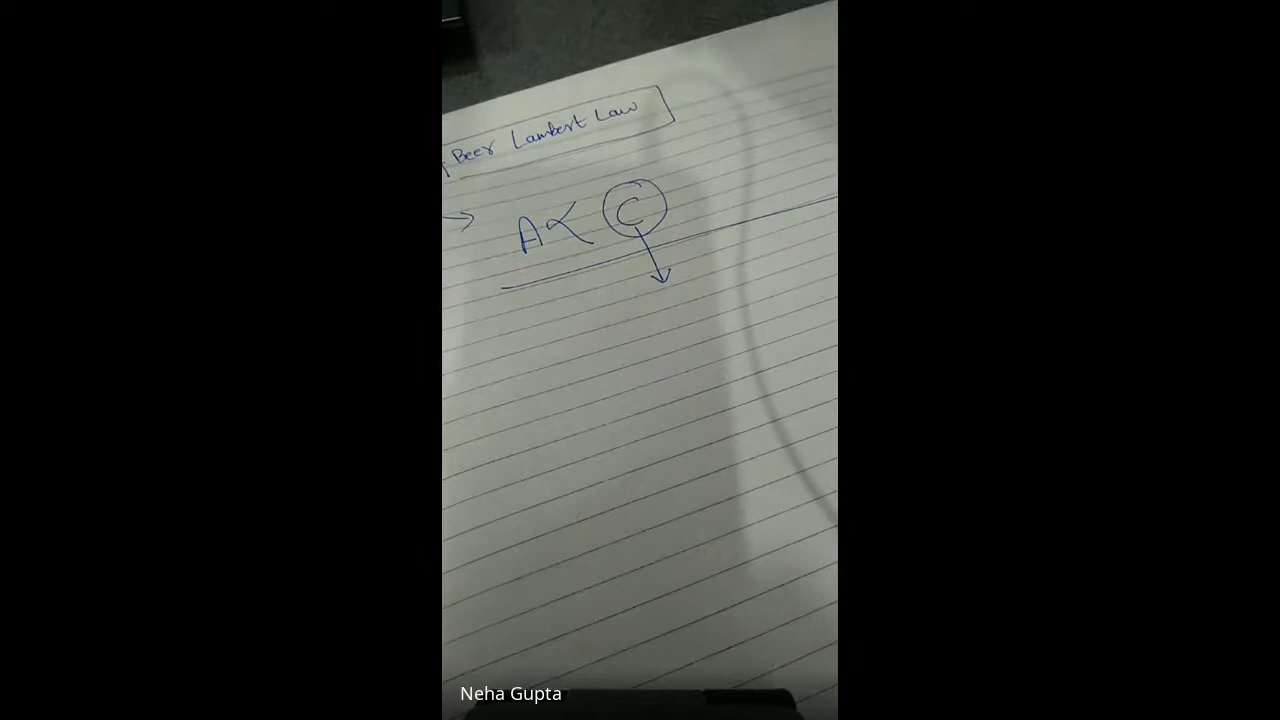 Beer Lambert Law
→ A ∝ C
Neha Gupta